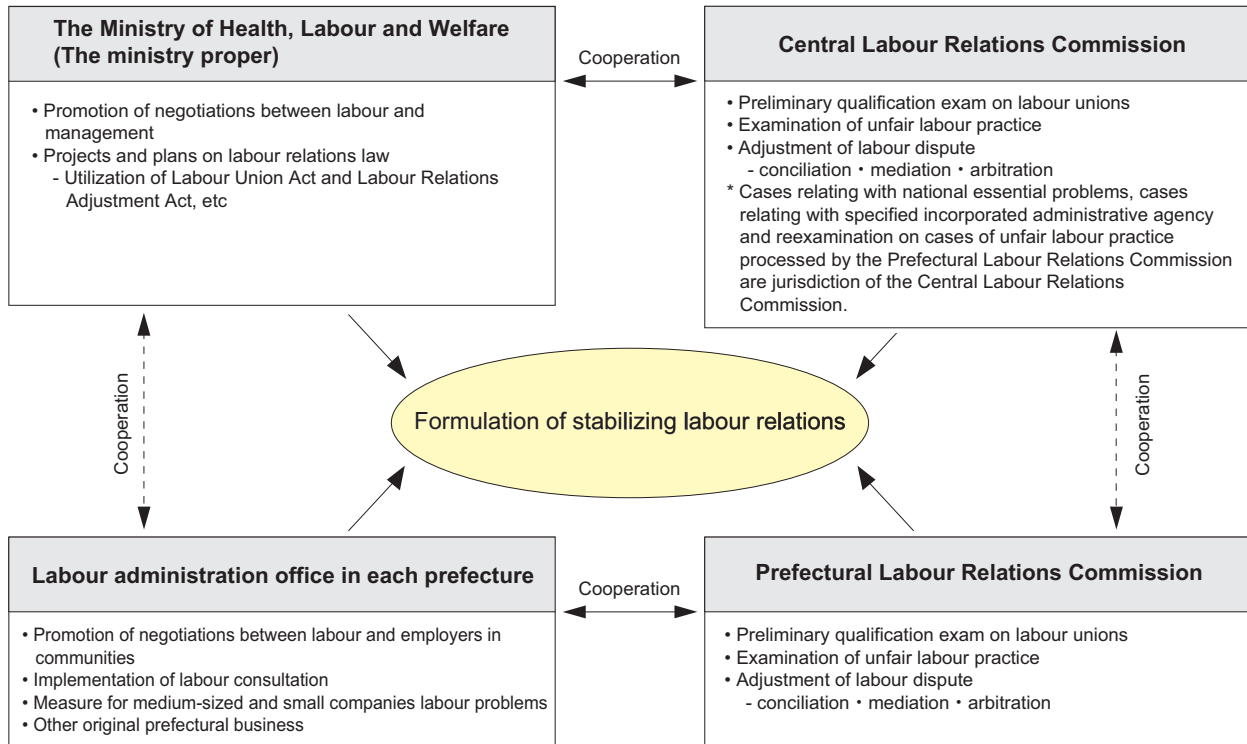 The Ministry of Health, Labour and Welfare
(The ministry proper)
• Promotion of negotiations between labour and
management
• Projects and plans on labour relations law
- Utilization of Labour Union Act and Labour Relations
Adjustment Act, etc
Cooperation
Central Labour Relations Commission
• Preliminary qualification exam on labour unions
• Examination of unfair labour practice
• Adjustment of labour dispute
- conciliation・mediation・arbitration
* Cases relating with national essential problems, cases
relating with specified incorporated administrative agency
and reexamination on cases of unfair labour practice
processed by the Prefectural Labour Relations Commission
are jurisdiction of the Central Labour Relations
Commission.
Cooperation
Formulation of stabilizing labour relations
Cooperation
Labour administration office in each prefecture
• Promotion of negotiations between labour and employers in
communities
• Implementation of labour consultation
• Measure for medium-sized and small companies labour problems
• Other original prefectural business
Cooperation
Prefectural Labour Relations Commission
• Preliminary qualification exam on labour unions
• Examination of unfair labour practice
• Adjustment of labour dispute
- conciliation・mediation・arbitration